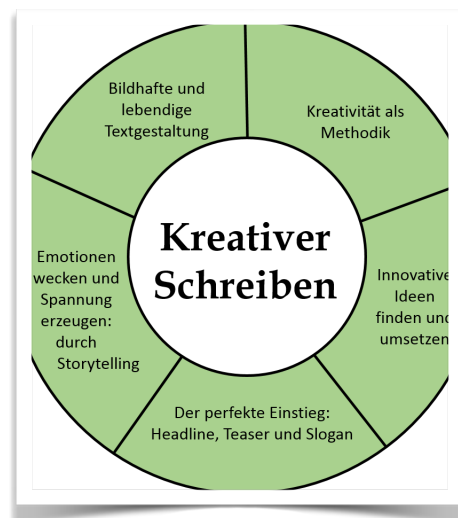 Bildhafte und
lebendige
Textgestaltung
Kreativität als
Methodik
Kreativer
Schreiben
Emotionen
wecken und
Spannung
erzeugen:
durch
Storytelling
Innovative
Ideen
finden und
umsetzen
Der perfekte Einstieg:
Headline, Teaser und Slogan